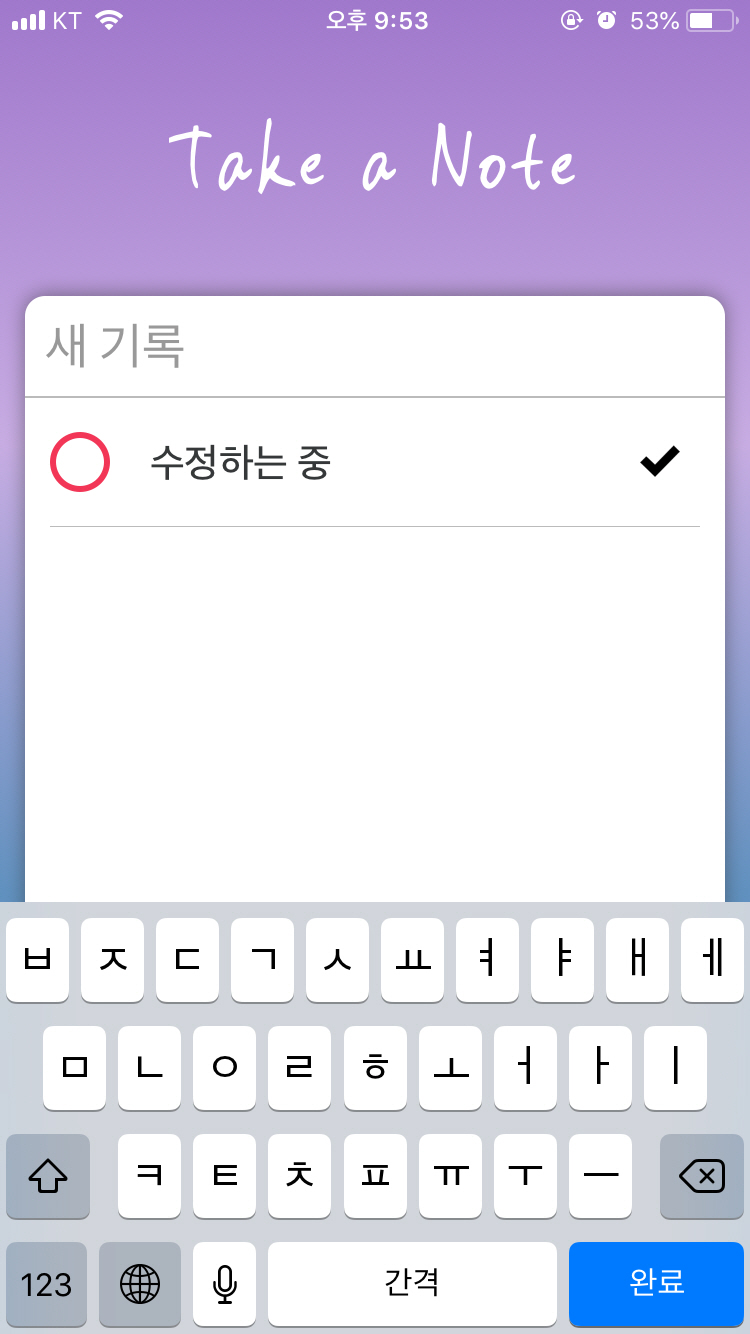 KT 오후 9:53 53%
Take a Note
새 기록
수정하는 중
ㅂ ㅈ ㄷ ㄱ ㅅ ㅛ ㅕ ㅑ ㅐ ㅔ
ㅁ ㄴ ㅇ ㄹ ㅎ ㅗ ㅓ ㅏ ㅣ
ㅋ ㅌ ㅊ ㅍ ㅠ ㅜ ㅡ
123 간격 완료